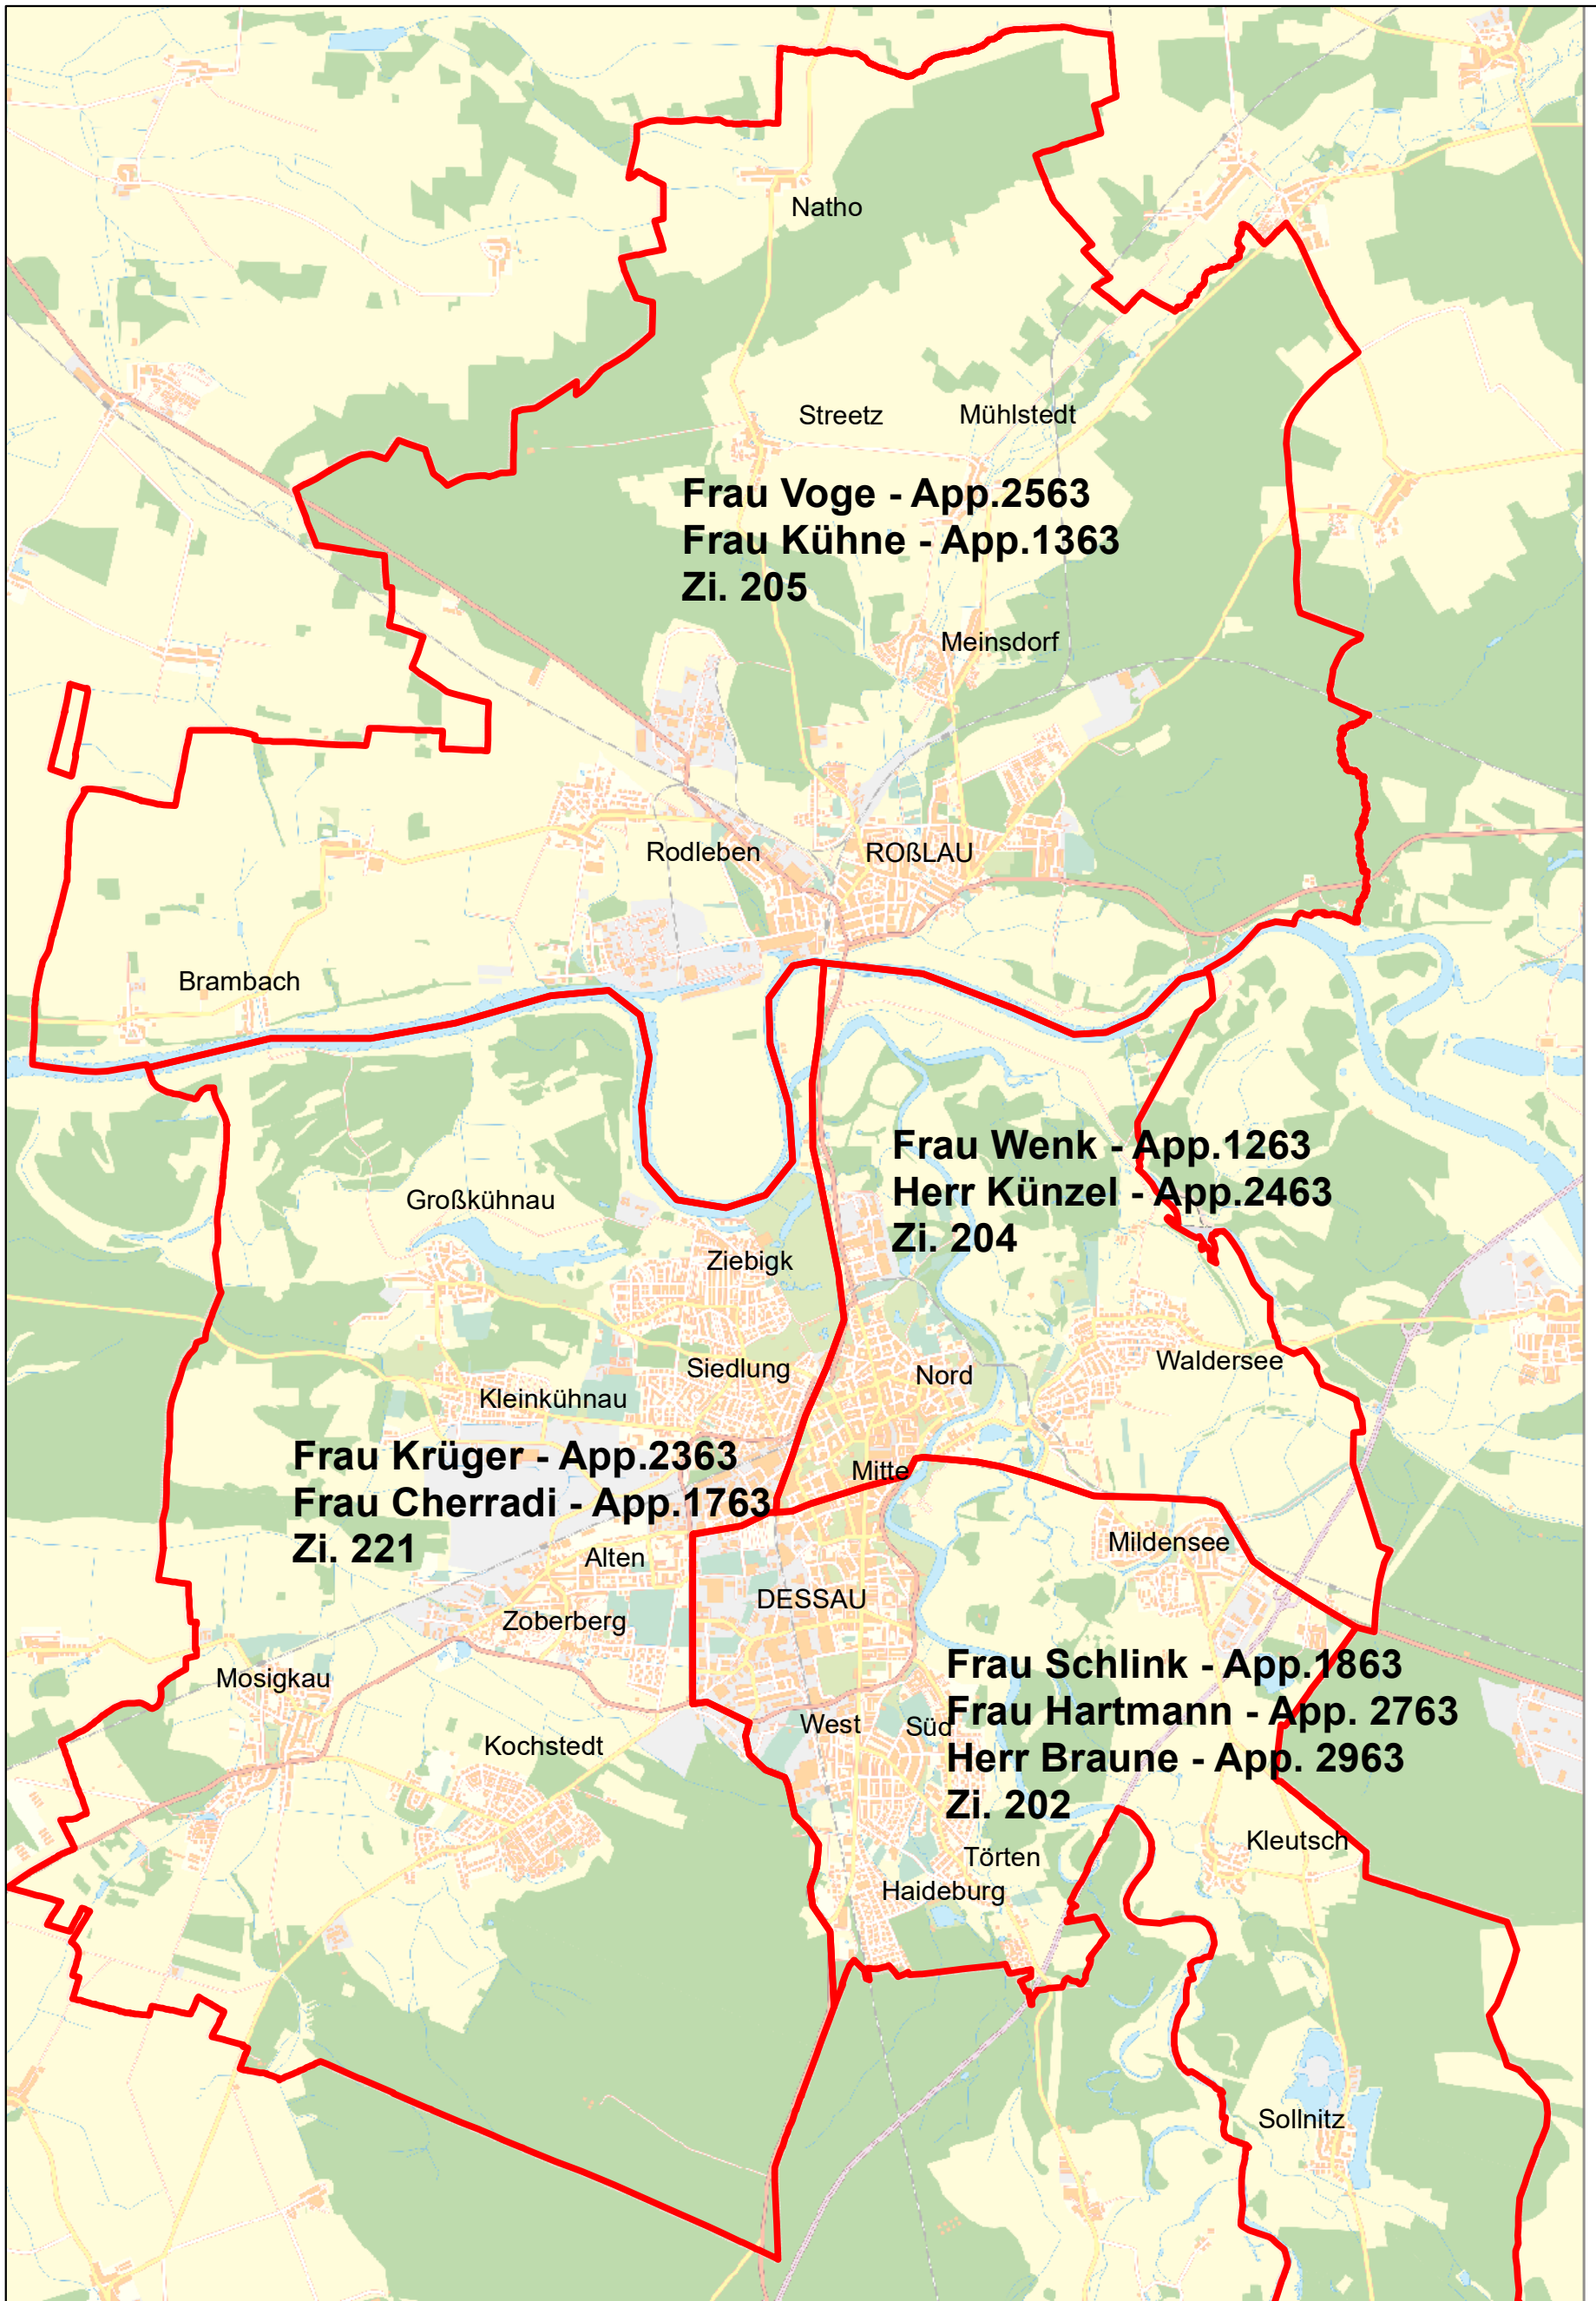 Natho
Streetz
Mühlstedt
Frau Voge - App.2563
Frau Kühne - App.1363
Zi. 205
Meinsdorf
Rodleben
ROßLAU
Brambach
Frau Wenk - App.1263
Herr Künzel - App.2463
Zi. 204
Großkühnau
Ziebigk
Waldersee
Siedlung
Nord
Kleinkühnau
Frau Krüger - App.2363
Frau Cherradi - App.1763
Zi. 221
Mitte
Mildensee
Alten
DESSAU
Zoberberg
Mosigkau
Frau Schlink - App.1863
Frau Hartmann - App. 2763
Herr Braune - App. 2963
Zi. 202
West
Süd
Kochstedt
Kleutsch
Törten
Haideburg
Sollnitz